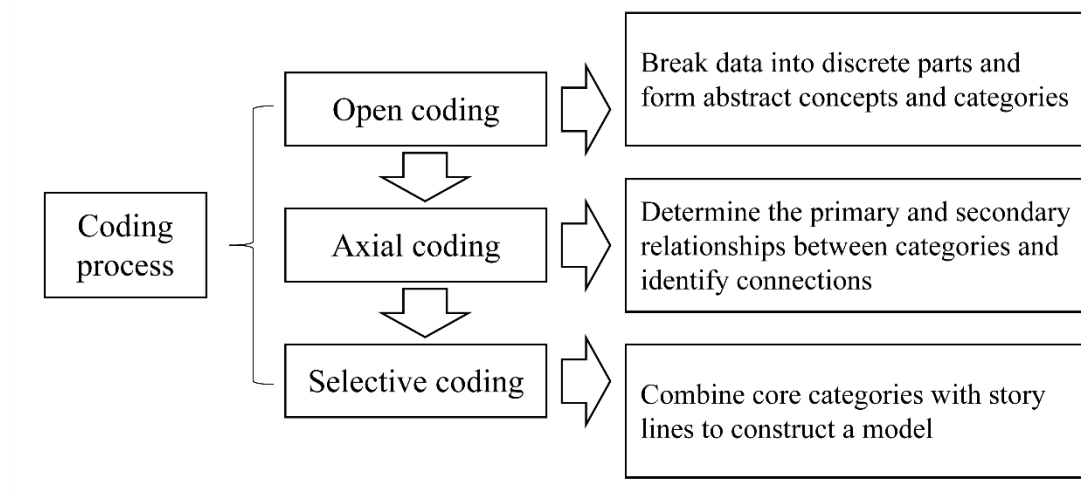 Coding
process
Open coding
Break data into discrete parts and
form abstract concepts and categories
Axial coding
Determine the primary and secondary
relationships between categories and
identify connections
Selective coding
Combine core categories with story
lines to construct a model